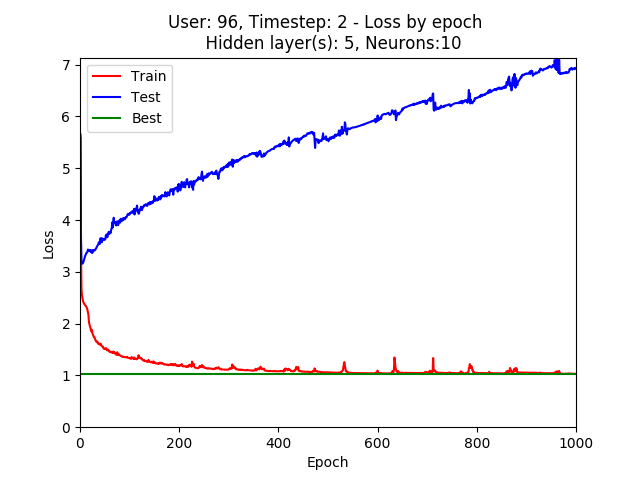 User: 96, Timestep: 2 - Loss by epoch
Hidden layer(s): 5, Neurons:10
Train
Test
Best
7
6
5
4
3
2
1
0
Loss
0
200
400
600
800
1000
Epoch